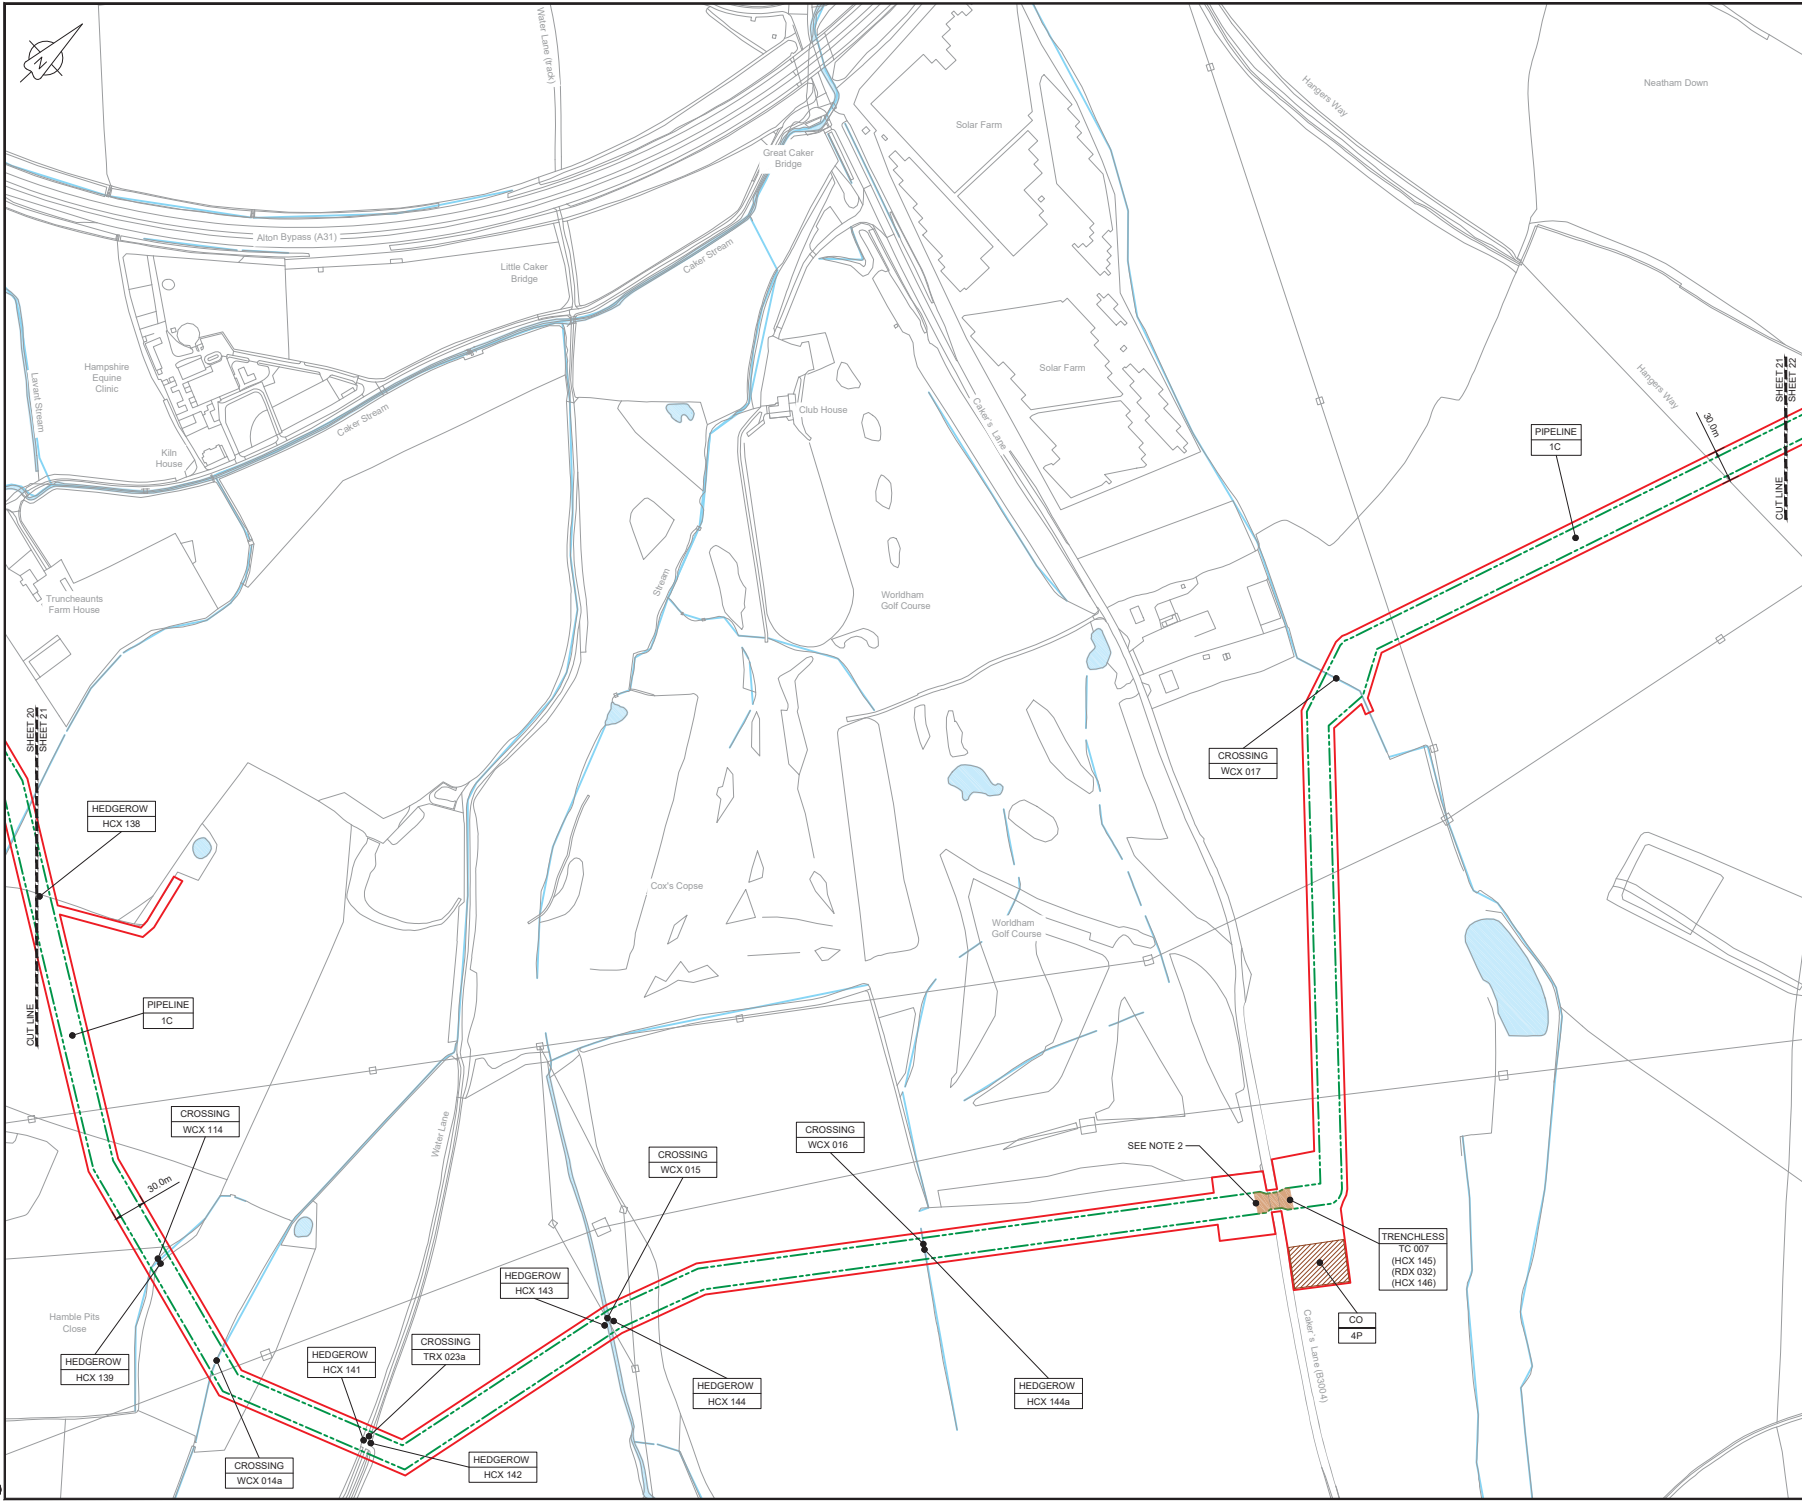 N
Water Lane (track)
Solar Farm
Hangers Way
Neatham Down
Great Caker
Bridge
Alton Bypass (A31)
Little Caker
Bridge
Caker Stream
Hampshire
Equine
Clinic
Lavant Stream
Caker Stream
Kiln
House
Club House
Caker's Lane
Solar Farm
Hangers Way
SHEET 21
SHEET 22
CUT LINE
30.0m
PIPELINE
1C
Truncheaunts
Farm House
Stream
Worldham
Golf Course
SHEET 20
SHEET 21
CUT LINE
HEDGEROW
HCX 138
CROSSING
WCX 017
Cox's Copse
Worldham
Golf Course
PIPELINE
1C
CROSSING
WCX 114
Water Lane
CROSSING
WCX 015
CROSSING
WCX 016
SEE NOTE 2
30.0m
TRENCHLESS
TC 007
(HCX 145)
(RDX 032)
(HCX 146)
HEDGEROW
HCX 143
Hamble Pits
Close
CO
4P
HEDGEROW
HCX 139
HEDGEROW
HCX 141
CROSSING
TRX 023a
HEDGEROW
HCX 144
HEDGEROW
HCX 144a
Caker's Lane (B3004)
CROSSING
WCX 014a
HEDGEROW
HCX 142